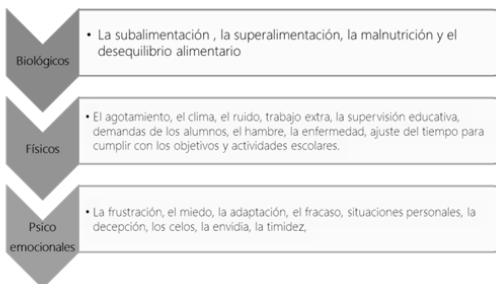 Biológicos
• La subalimentación , la superalimentación, la malnutrición y el
desequilibrio alimentario
Físicos
• El agotamiento, el clima, el ruido, trabajo extra, la supervisión educativa,
demandas de los alumnos, el hambre, la enfermedad, ajuste del tiempo para
cumplir con los objetivos y actividades escolares.
Psico
emocionales
• La frustración, el miedo, la adaptación, el fracaso, situaciones personales, la
decepción, los celos, la envidia, la timidez,